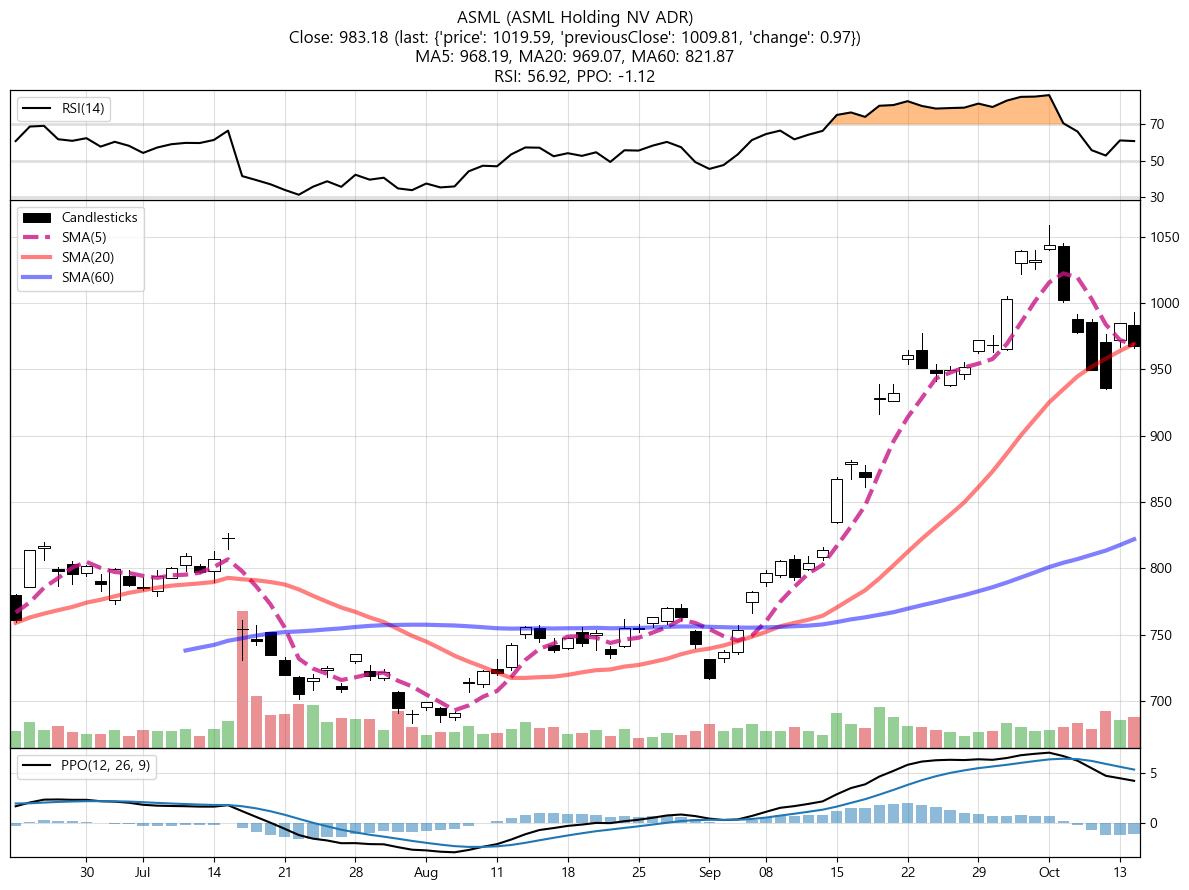 ASML (ASML Holding NV ADR)
Close: 983.18 (last: {'price': 1019.59, 'previousClose': 1009.81, 'change': 0.97})
MA5: 968.19, MA20: 969.07, MA60: 821.87
RSI: 56.92, PPO: -1.12
RSI(14)
70
50
30
Candlesticks
SMA(5)
SMA(20)
SMA(60)
1050
1000
950
900
850
800
750
700
PPO(12, 26, 9)
5
0
30 Jul 14 21 28 Aug 11 18 25 Sep 08 15 22 29 Oct 13